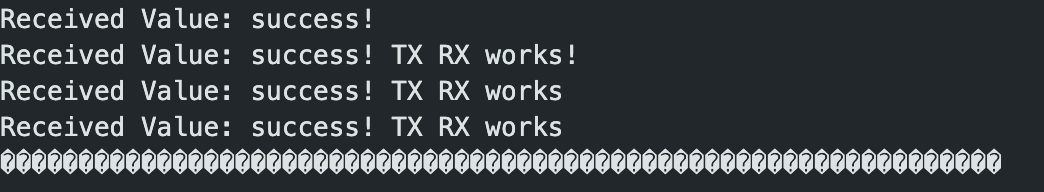 Received Value: success!
Received Value: success! TX RX works!
Received Value: success! TX RX works
Received Value: success! TX RX works
����������������������������������������������������������������